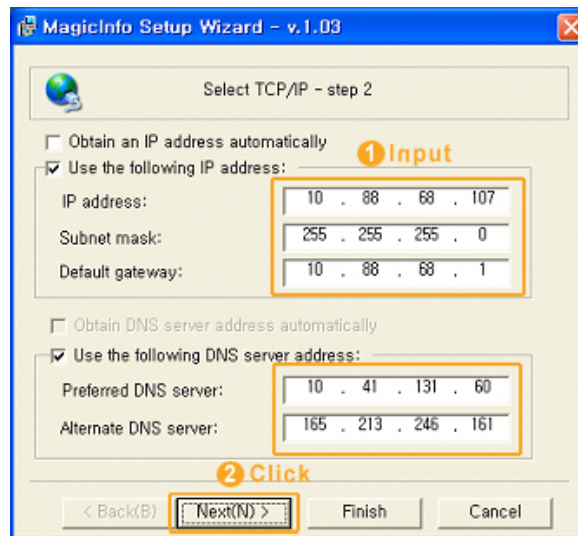 MagicInfo Setup Wizard - v.1.03
Select TCP/IP - step 2
Obtain an IP address automatically
1 Input
Use the following IP address:
IP address: 10 . 88 . 68 . 107
Subnet mask: 255 . 255 . 255 . 0
Default gateway: 10 . 88 . 68 . 1
Obtain DNS server address automatically
Use the following DNS server address:
Preferred DNS server: 10 . 41 . 131 . 60
Alternate DNS server: 165 . 213 . 246 . 161
2 Click
< Back(B) Next(N) > Finish Cancel